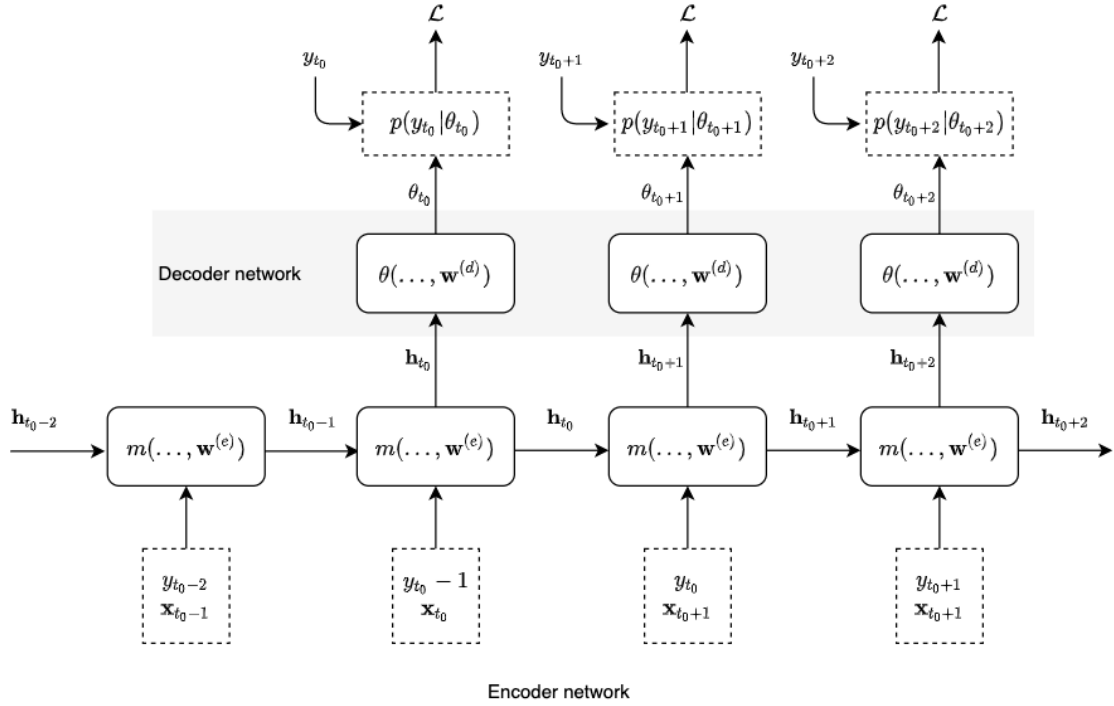 ℒ ℒ ℒ
y_{t_0} y_{t_0+1} y_{t_0+2}
p(y_{t_0}|θ_{t_0}) p(y_{t_0+1}|θ_{t_0+1}) p(y_{t_0+2}|θ_{t_0+2})
θ_{t_0} θ_{t_0+1} θ_{t_0+2}
Decoder network θ(..., w^{(d)}) θ(..., w^{(d)}) θ(..., w^{(d)})
h_{t_0} h_{t_0+1} h_{t_0+2}
h_{t_0-2} h_{t_0-1} h_{t_0} h_{t_0+1} h_{t_0+2}
m(..., w^{(e)}) m(..., w^{(e)}) m(..., w^{(e)}) m(..., w^{(e)})
y_{t_0-2} y_{t_0} - 1 y_{t_0} y_{t_0+1}
x_{t_0-1} x_{t_0} x_{t_0+1} x_{t_0+1}
Encoder network